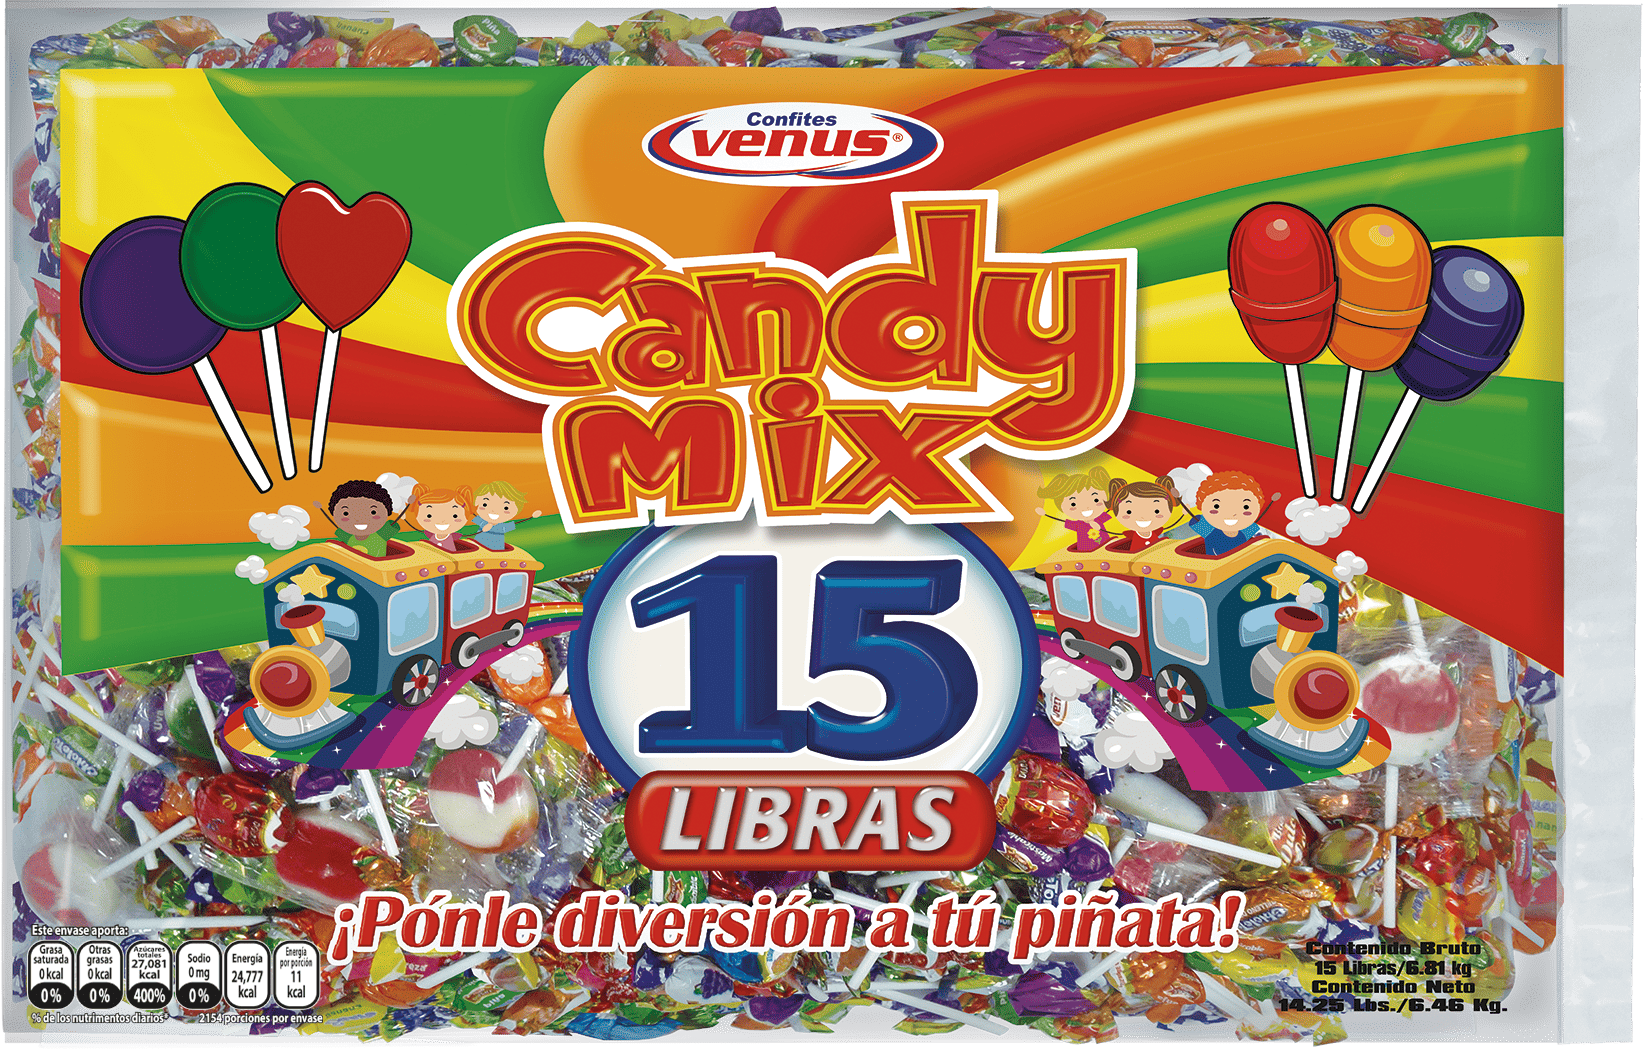 Piña
Confites
venus®
Candy
Mix
15
LIBRAS
¡Pónle diversión a tú piñata!
Este envase aporta:
Grasa saturada 0 kcal 0%
Otras grasas 0 kcal 0%
Azúcares totales 27,081 kcal 400%
Sodio 0 mg 0%
Energía 24,777 kcal
Energía por porción 11 kcal
% de los nutrimentos diarios*
2154 porciones por envase
Contenido Bruto
15 Libras/6.81 kg
Contenido Neto
14.25 Lbs./6.46 Kg.